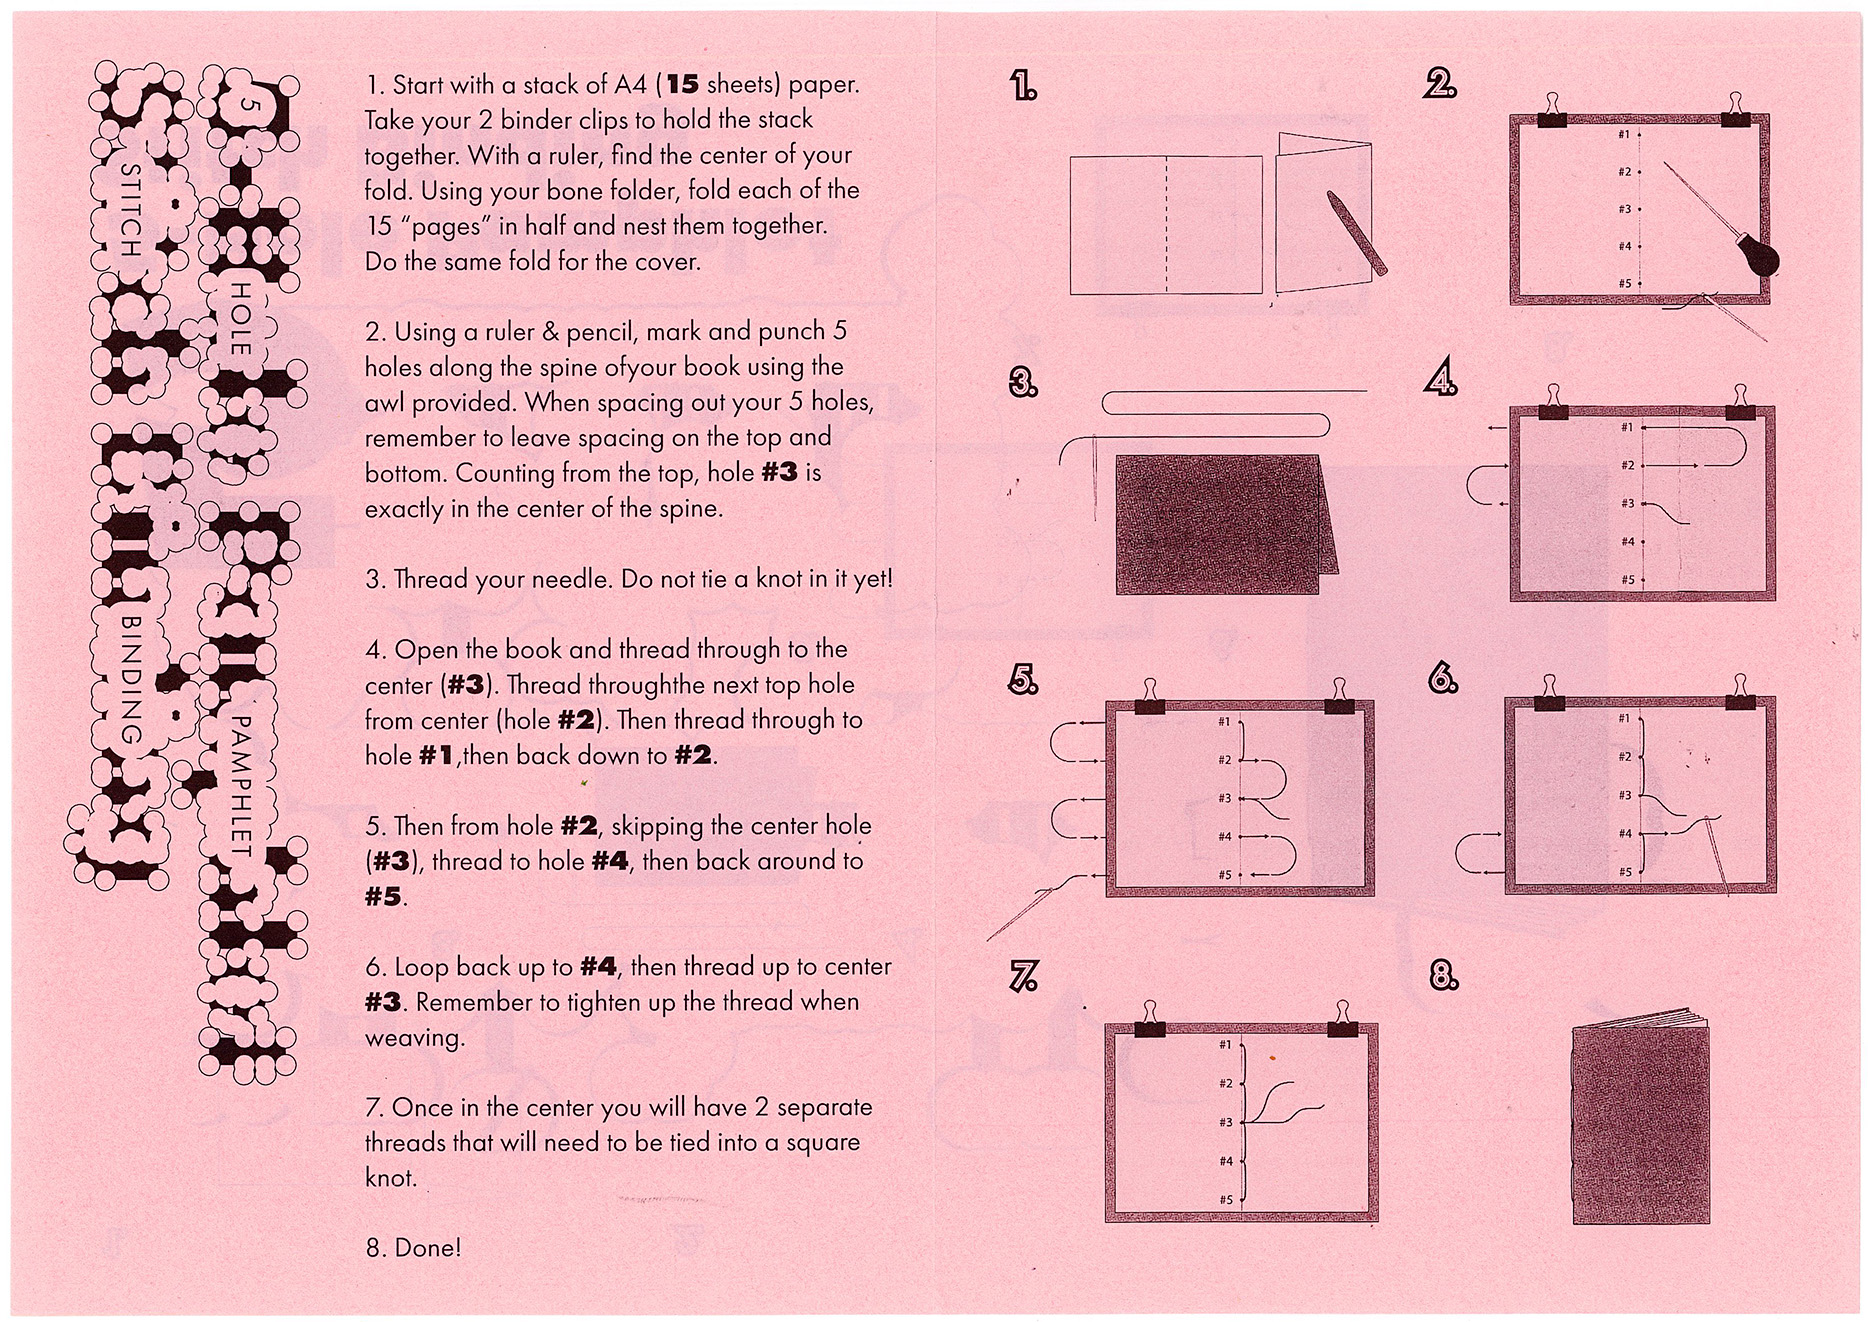 5
HOLE
PAMPHLET
STITCH
BINDING
1. Start with a stack of A4 (15 sheets) paper.
Take your 2 binder clips to hold the stack
together. With a ruler, find the center of your
fold. Using your bone folder, fold each of the
15 “pages” in half and nest them together.
Do the same fold for the cover.
2. Using a ruler & pencil, mark and punch 5
holes along the spine ofyour book using the
awl provided. When spacing out your 5 holes,
remember to leave spacing on the top and
bottom. Counting from the top, hole #3 is
exactly in the center of the spine.
3. Thread your needle. Do not tie a knot in it yet!
4. Open the book and thread through to the
center (#3). Thread throughthe next top hole
from center (hole #2). Then thread through to
hole #1,then back down to #2.
5. Then from hole #2, skipping the center hole
(#3), thread to hole #4, then back around to
#5.
6. Loop back up to #4, then thread up to center
#3. Remember to tighten up the thread when
weaving.
7. Once in the center you will have 2 separate
threads that will need to be tied into a square
knot.
8. Done!
1.
2.
#1
#2
#3
#4
#5
3.
4.
#1
#2
#3
#4
#5
5.
#1
#2
#3
#4
#5
6.
#1
#2
#3
#4
#5
7.
#1
#2
#3
#4
#5
8.